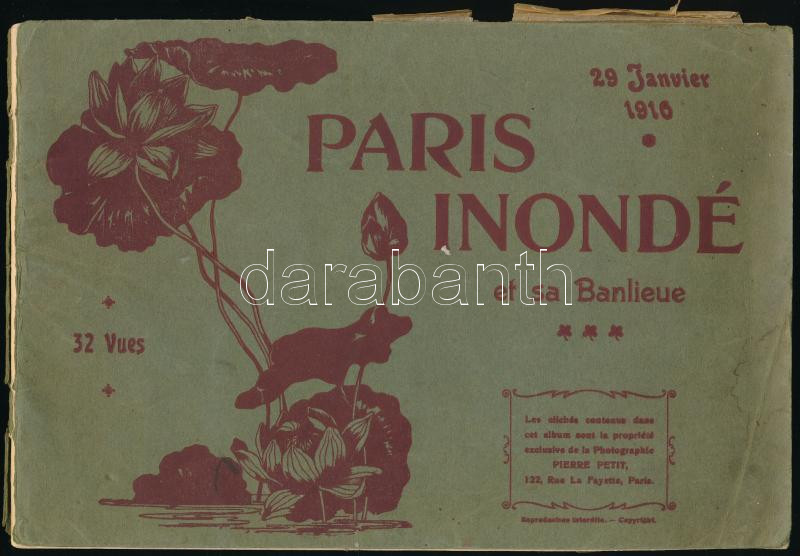 29 Janvier
1910
PARIS
INONDÉ
et sa Banlieue
32 Vues
Les clichés contenus dans
cet album sont la propriété
exclusive de la Photographie
PIERRE PETIT,
122, Rue La Fayette, Paris.
Reproduction interdite. — Copyright.
darabanth